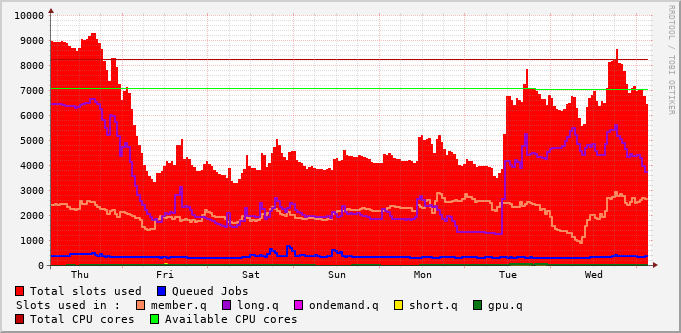 10000
9000
8000
7000
6000
5000
4000
3000
2000
1000
0
Thu Fri Sat Sun Mon Tue Wed
RRDTOOL / TOBI OETIKER
Total slots used Queued Jobs
Slots used in : member.q long.q ondemand.q short.q gpu.q
Total CPU cores Available CPU cores